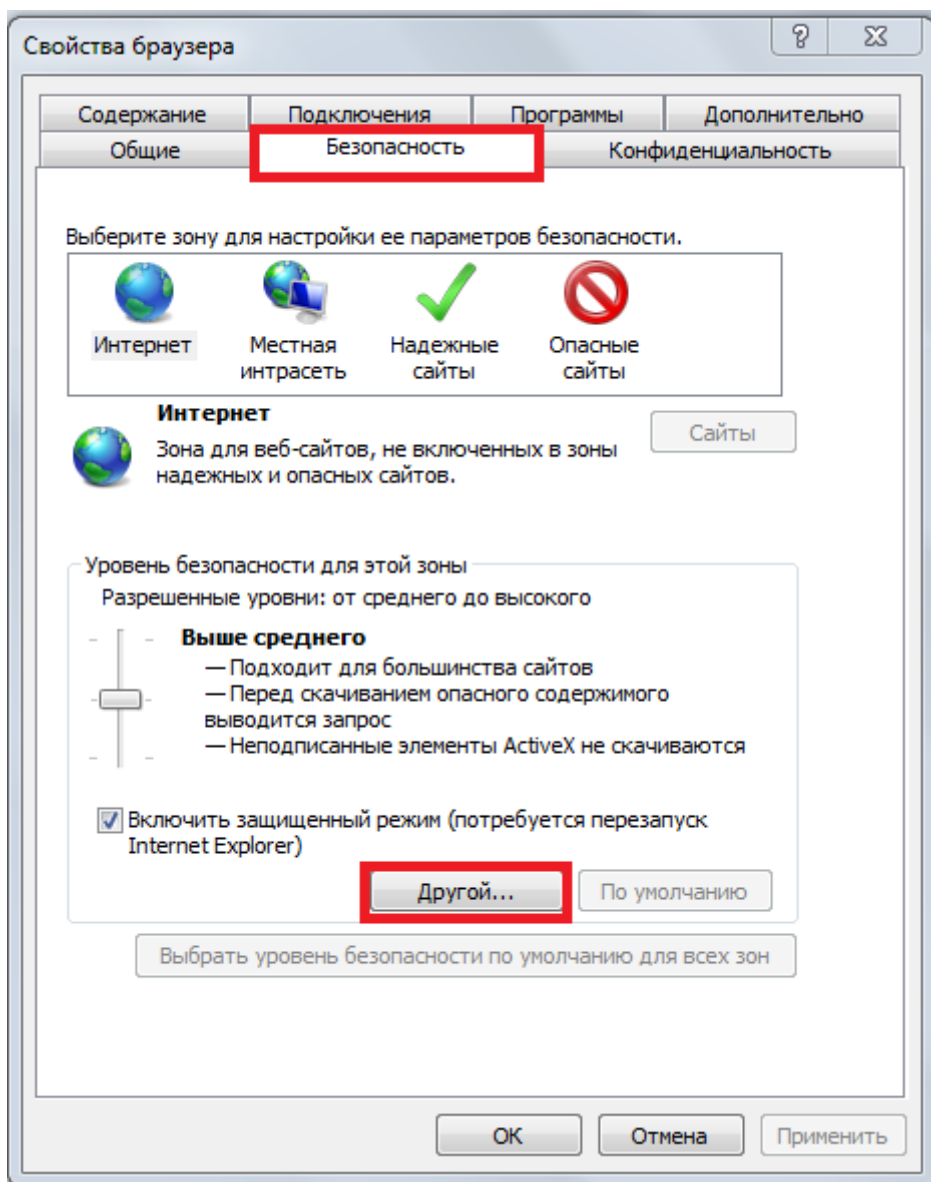 Свойства браузера
Содержание Подключения Программы Дополнительно
Общие Безопасность Конфиденциальность
Выберите зону для настройки ее параметров безопасности.
Интернет Местная интрасеть Надежные сайты Опасные сайты
Интернет
Зона для веб-сайтов, не включенных в зоны
надежных и опасных сайтов.
Сайты
Уровень безопасности для этой зоны
Разрешенные уровни: от среднего до высокого
Выше среднего
— Подходит для большинства сайтов
— Перед скачиванием опасного содержимого
выводится запрос
— Неподписанные элементы ActiveX не скачиваются
Включить защищенный режим (потребуется перезапуск
Internet Explorer)
Другой... По умолчанию
Выбрать уровень безопасности по умолчанию для всех зон
ОК Отмена Применить